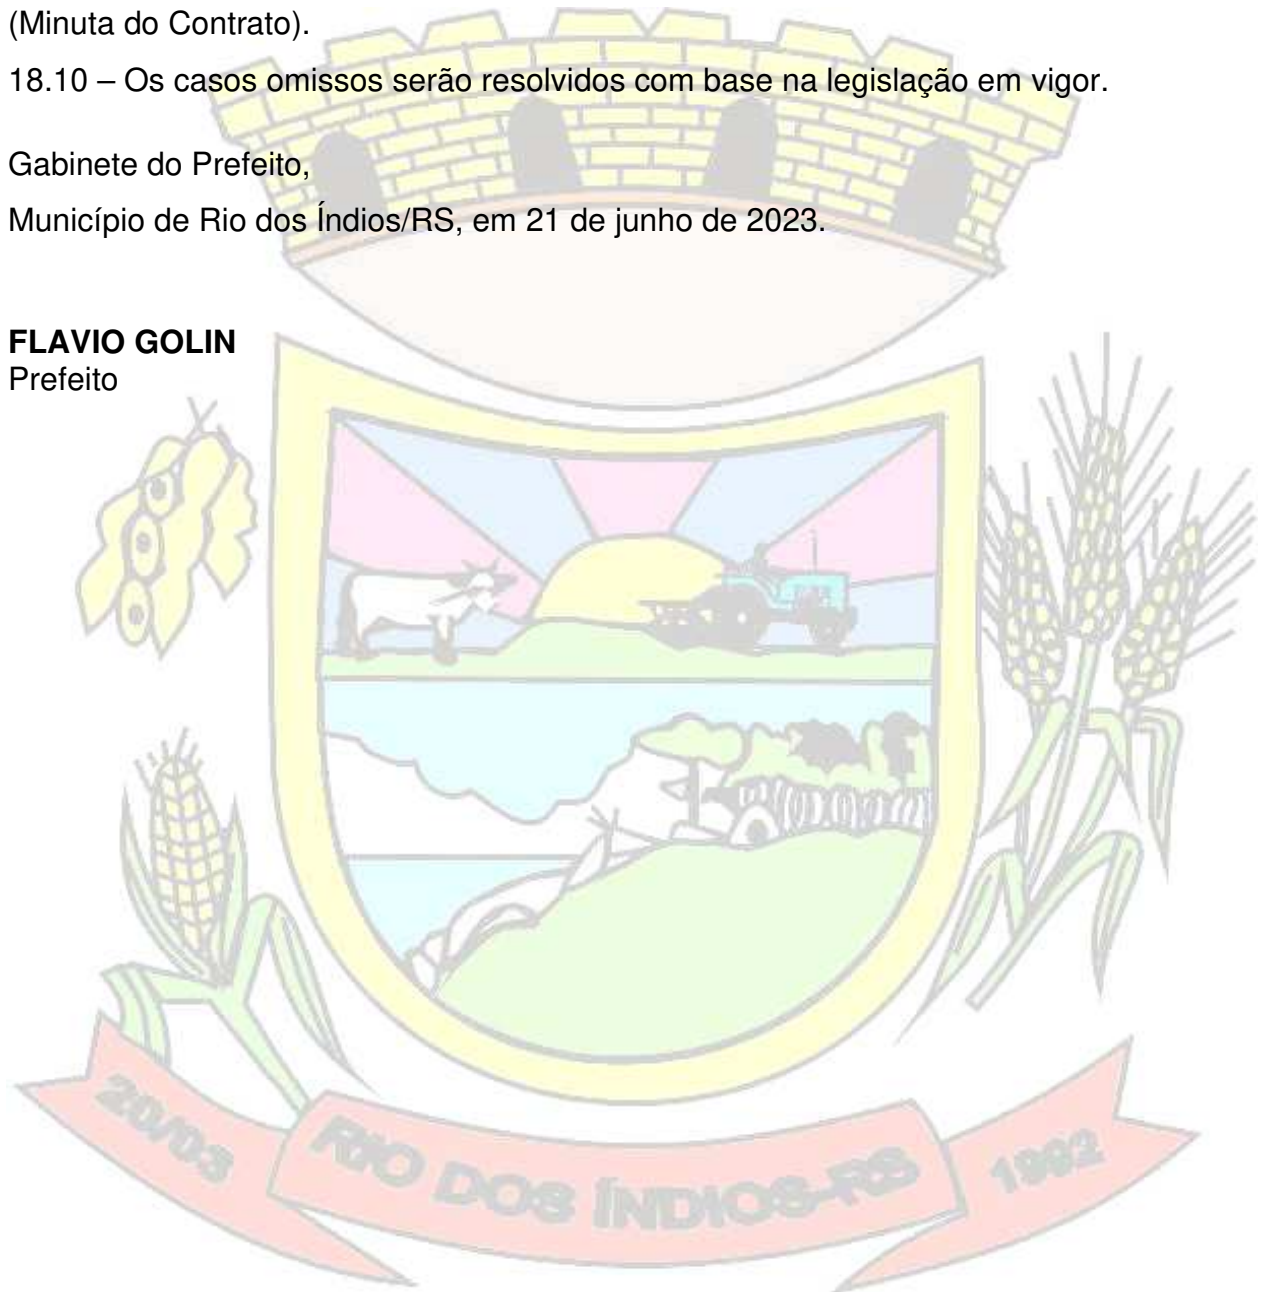 (Minuta do Contrato).
18.10 – Os casos omissos serão resolvidos com base na legislação em vigor.
Gabinete do Prefeito,
Município de Rio dos Índios/RS, em 21 de junho de 2023.
FLAVIO GOLIN
Prefeito
20/03
RIO DOS ÍNDIOS-RS
1992